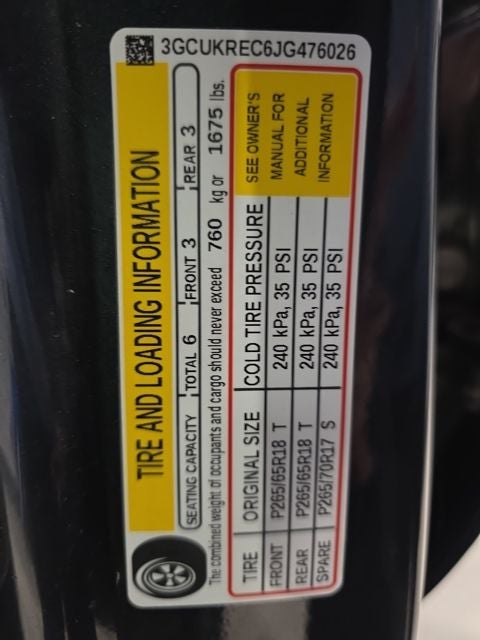 3GCUKREC6JG476026
TIRE AND LOADING INFORMATION
SEATING CAPACITY TOTAL 6 FRONT 3 REAR 3
The combined weight of occupants and cargo should never exceed 760 kg or 1675 lbs.
TIRE ORIGINAL SIZE COLD TIRE PRESSURE SEE OWNER'S
FRONT P265/65R18 T 240 kPa, 35 PSI MANUAL FOR
REAR P265/65R18 T 240 kPa, 35 PSI ADDITIONAL
SPARE P265/70R17 S 240 kPa, 35 PSI INFORMATION